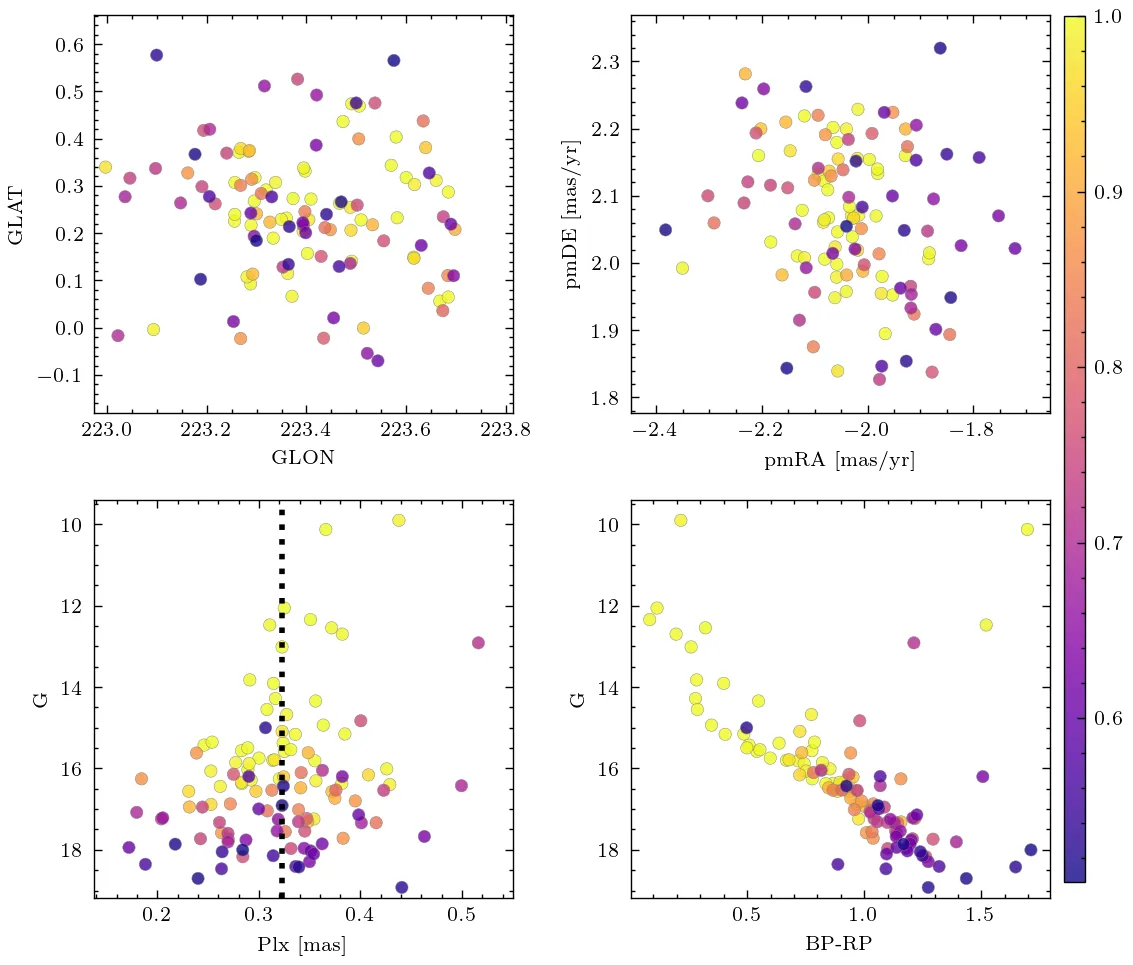 0.6
0.5
0.4
0.3
0.2
0.1
0.0
−0.1
GLAT
223.0 223.2 223.4 223.6 223.8
GLON
2.3
2.2
2.1
2.0
1.9
1.8
pmDE [mas/yr]
−2.4 −2.2 −2.0 −1.8
pmRA [mas/yr]
1.0
0.9
0.8
0.7
0.6
10
12
14
16
18
G
0.2 0.3 0.4 0.5
Plx [mas]
10
12
14
16
18
G
0.5 1.0 1.5
BP-RP